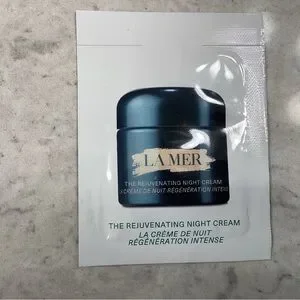 LA MER
THE REJUVENATING NIGHT CREAM
LA CRÈME DE NUIT RÉGÉNÉRATION INTENS
THE REJUVENATING NIGHT CREAM
LA CRÈME DE NUIT
RÉGÉNÉRATION INTENSE